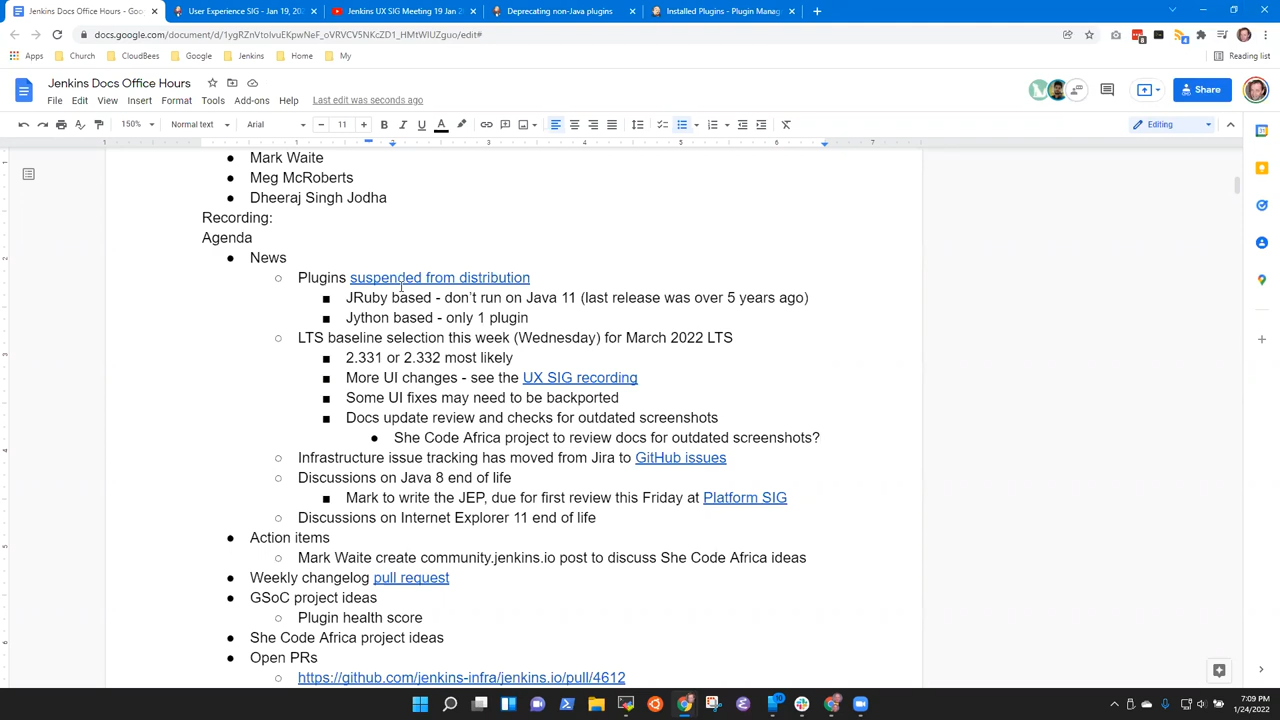 Jenkins Docs Office Hours - Goo
User Experience SIG - Jan 19, 202
Jenkins UX SIG Meeting 19 Jan 20
Deprecating non-Java plugins
Installed Plugins - Plugin Manag
docs.google.com/document/d/1ygRZnVtoIvuEKpwNeF_oVRVCV5NKcZD1_HMtWIUZguo/edit#
Apps
Church
CloudBees
Google
Jenkins
Home
My
Reading list
Jenkins Docs Office Hours
File Edit View Insert Format Tools Add-ons Help Last edit was seconds ago
Share
150% Normal text Arial 11 Editing
1 1 2 3 4 5 6 7
• Mark Waite
• Meg McRoberts
• Dheeraj Singh Jodha
Recording:
Agenda
• News
○ Plugins suspended from distribution
■ JRuby based - don't run on Java 11 (last release was over 5 years ago)
■ Jython based - only 1 plugin
○ LTS baseline selection this week (Wednesday) for March 2022 LTS
■ 2.331 or 2.332 most likely
■ More UI changes - see the UX SIG recording
■ Some UI fixes may need to be backported
■ Docs update review and checks for outdated screenshots
• She Code Africa project to review docs for outdated screenshots?
○ Infrastructure issue tracking has moved from Jira to GitHub issues
○ Discussions on Java 8 end of life
■ Mark to write the JEP, due for first review this Friday at Platform SIG
○ Discussions on Internet Explorer 11 end of life
• Action items
○ Mark Waite create community.jenkins.io post to discuss She Code Africa ideas
• Weekly changelog pull request
• GSoC project ideas
○ Plugin health score
• She Code Africa project ideas
• Open PRs
○ https://github.com/jenkins-infra/jenkins.io/pull/4612
7:09 PM
1/24/2022